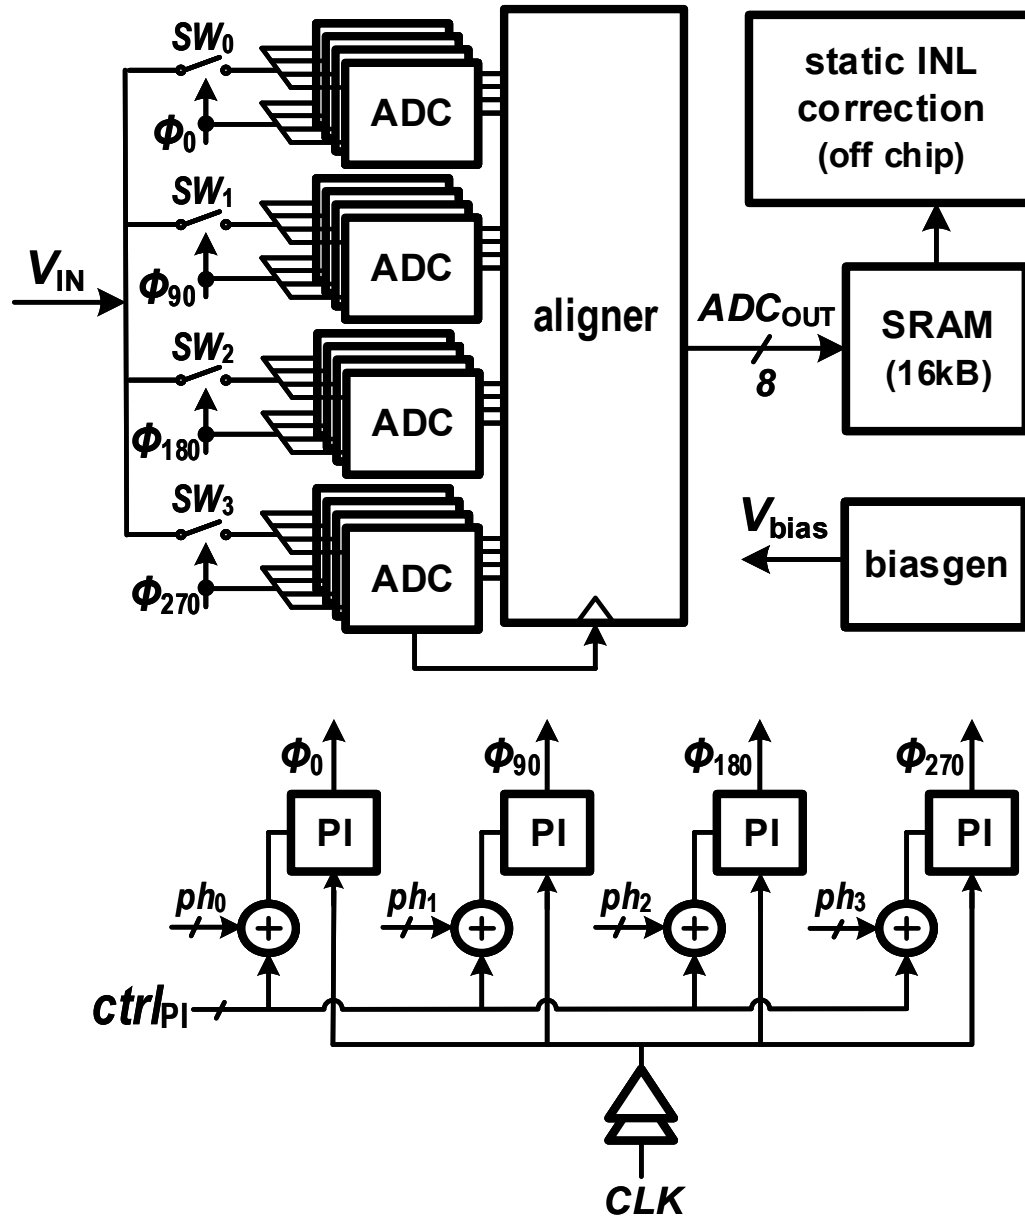 SW0
ADC
Φ0
SW1
ADC
Φ90
VIN
SW2
ADC
Φ180
SW3
ADC
Φ270
aligner
ADCOUT
8
static INL
correction
(off chip)
SRAM
(16kB)
Vbias
biasgen
Φ0
Φ90
Φ180
Φ270
PI
PI
PI
PI
ph0
ph1
ph2
ph3
+
+
+
+
ctrlPI
CLK